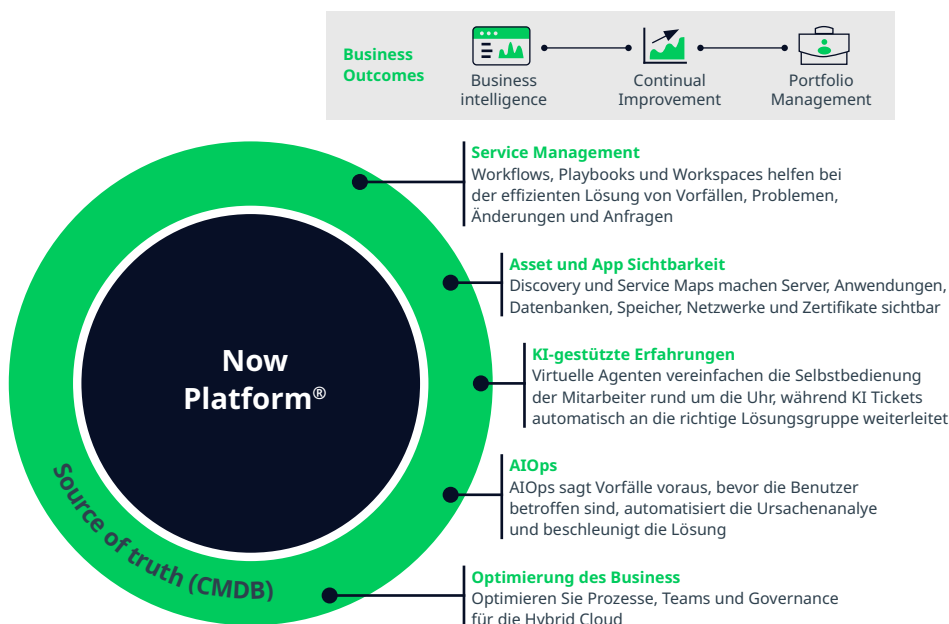 Business
Outcomes
Business
intelligence
Continual
Improvement
Portfolio
Management
Service Management
Workflows, Playbooks und Workspaces helfen bei
der effizienten Lösung von Vorfällen, Problemen,
Änderungen und Anfragen
Asset und App Sichtbarkeit
Discovery und Service Maps machen Server, Anwendungen,
Datenbanken, Speicher, Netzwerke und Zertifikate sichtbar
Now
Platform®
KI-gestützte Erfahrungen
Virtuelle Agenten vereinfachen die Selbstbedienung
der Mitarbeiter rund um die Uhr, während KI Tickets
automatisch an die richtige Lösungsgruppe weiterleitet
AIOps
AIOps sagt Vorfälle voraus, bevor die Benutzer
betroffen sind, automatisiert die Ursachenanalye
und beschleunigt die Lösung
Source of truth (CMDB)
Optimierung des Business
Optimieren Sie Prozesse, Teams und Governance
für die Hybrid Cloud